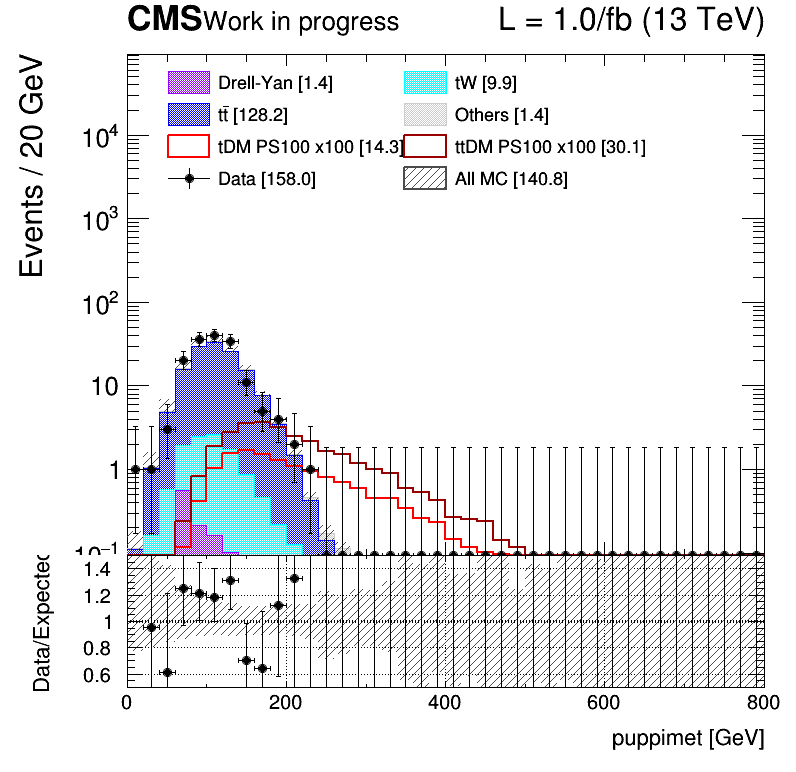 CMS Work in progress L = 1.0/fb (13 TeV)
Events / 20 GeV
Drell-Yan [1.4] tW [9.9]
tt̄ [128.2] Others [1.4]
tDM PS100 x100 [14.3] ttDM PS100 x100 [30.1]
Data [158.0] All MC [140.8]
10⁴
10³
10²
10
1
10⁻¹
Data/Expected
1.4
1.2
1
0.8
0.6
0 200 400 600 800
puppimet [GeV]